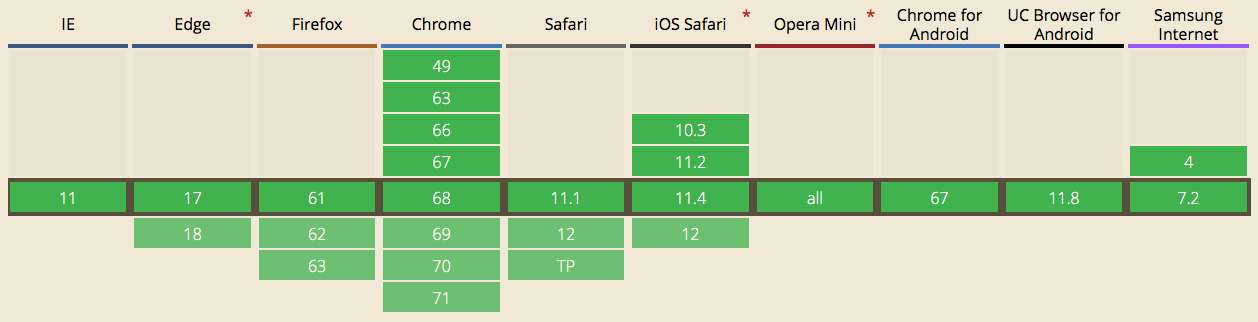 IE Edge * Firefox Chrome Safari iOS Safari * Opera Mini * Chrome for Android UC Browser for Android Samsung Internet
49
63
66 10.3
67 11.2 4
11 17 61 68 11.1 11.4 all 67 11.8 7.2
18 62 69 12 12
63 70 TP
71